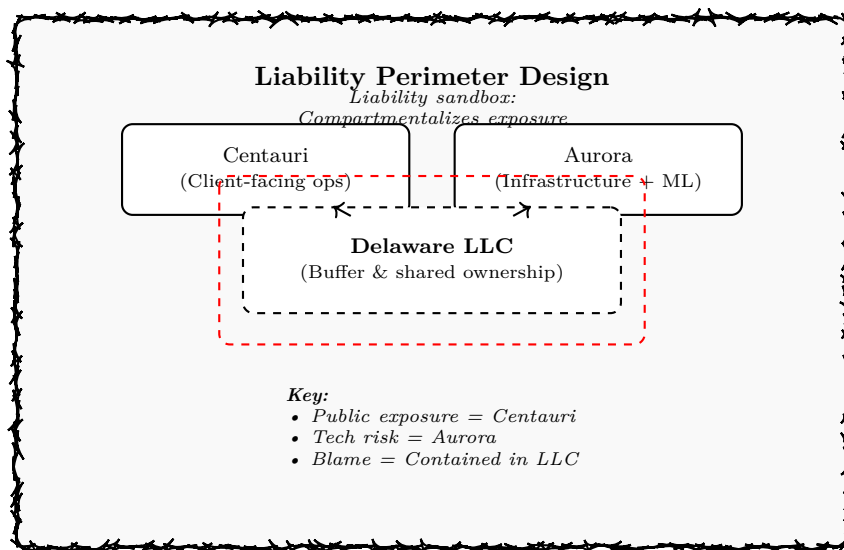 Liability Perimeter Design
Liability sandbox:
Compartmentalizes exposure
Centauri
(Client-facing ops)
Aurora
(Infrastructure + ML)
Delaware LLC
(Buffer & shared ownership)
Key:
• Public exposure = Centauri
• Tech risk = Aurora
• Blame = Contained in LLC